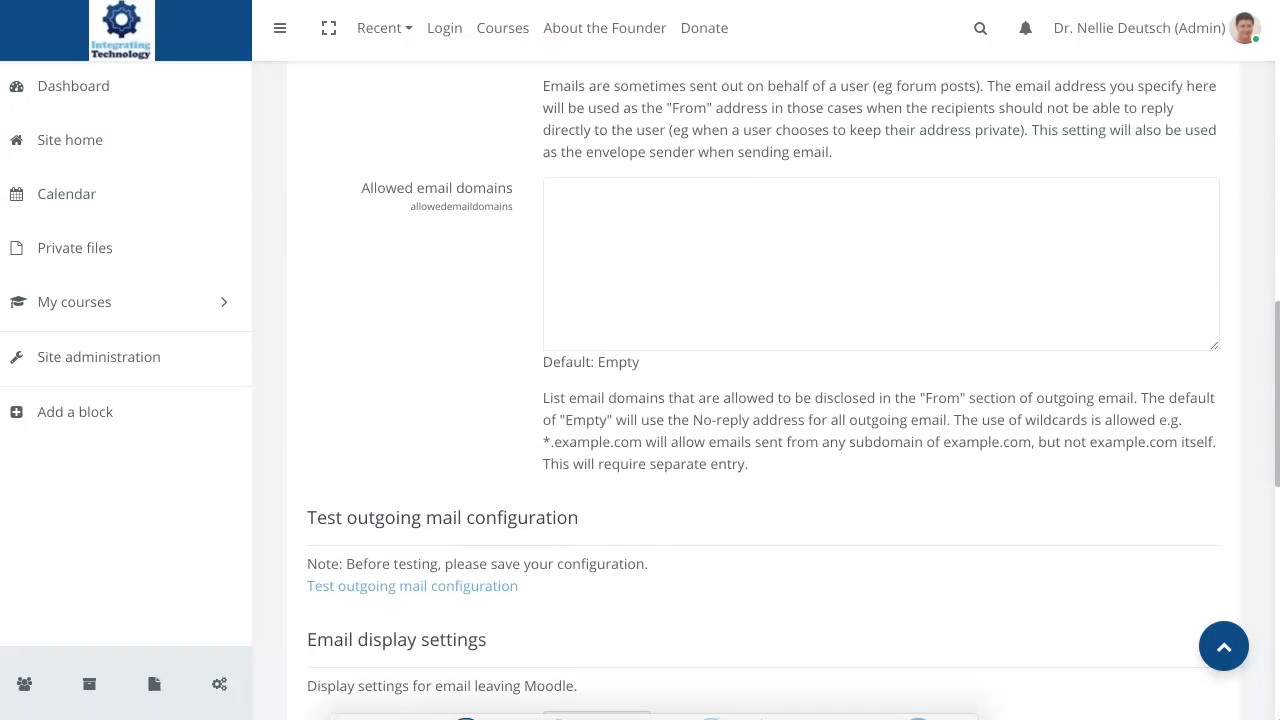 Integrating
Technology
Recent
Login
Courses
About the Founder
Donate
Dr. Nellie Deutsch (Admin)
Dashboard
Site home
Calendar
Private files
My courses
Site administration
Add a block
Emails are sometimes sent out on behalf of a user (eg forum posts). The email address you specify here
will be used as the "From" address in those cases when the recipients should not be able to reply
directly to the user (eg when a user chooses to keep their address private). This setting will also be used
as the envelope sender when sending email.
Allowed email domains
allowedemaildomains
Default: Empty
List email domains that are allowed to be disclosed in the "From" section of outgoing email. The default
of "Empty" will use the No-reply address for all outgoing email. The use of wildcards is allowed e.g.
*.example.com will allow emails sent from any subdomain of example.com, but not example.com itself.
This will require separate entry.
Test outgoing mail configuration
Note: Before testing, please save your configuration.
Test outgoing mail configuration
Email display settings
Display settings for email leaving Moodle.